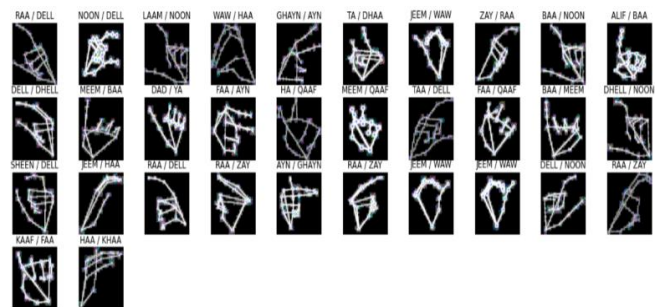 RAA / DELL NOON / DELL LAAM / NOON WAW / HAA GHAYN / AYN TA / DHAA JEEM / WAW ZAY / RAA BAA / NOON ALIF / BAA
DELL / DHELL MEEM / BAA DAD / YA FAA / AYN HA / QAAF MEEM / QAAF TAA / DELL FAA / QAAF BAA / MEEM DHELL / NOON
SHEEN / DELL JEEM / HAA RAA / DELL RAA / ZAY AYN / GHAYN RAA / ZAY JEEM / WAW JEEM / WAW DELL / NOON RAA / ZAY
KAAF / FAA HAA / KHAA